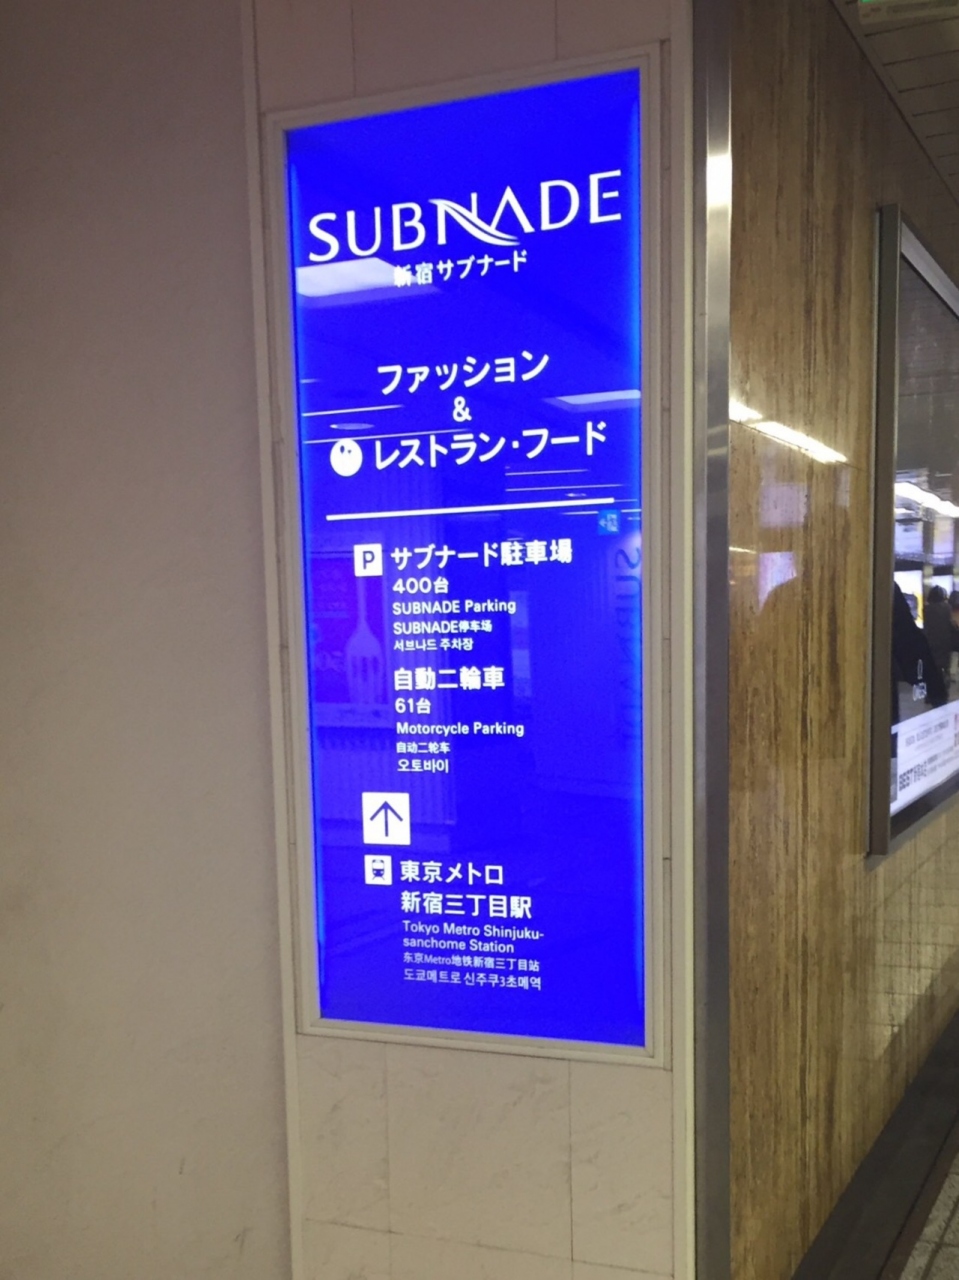 SUBNADE
新宿サブナード
ファッション
&
レストラン・フード
P サブナード駐車場
400台
SUBNADE Parking
SUBNADE停车场
서브나드 주차장
自動二輪車
61台
Motorcycle Parking
自动二轮车
오토바이
東京メトロ
新宿三丁目駅
Tokyo Metro Shinjuku-
sanchome Station
东京Metro地铁新宿三丁目站
도쿄메트로 신주쿠3초메역